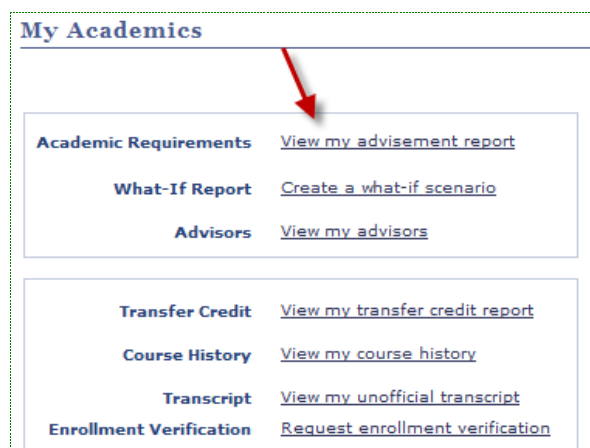 My Academics
Academic Requirements View my advisement report
What-If Report Create a what-if scenario
Advisors View my advisors
Transfer Credit View my transfer credit report
Course History View my course history
Transcript View my unofficial transcript
Enrollment Verification Request enrollment verification